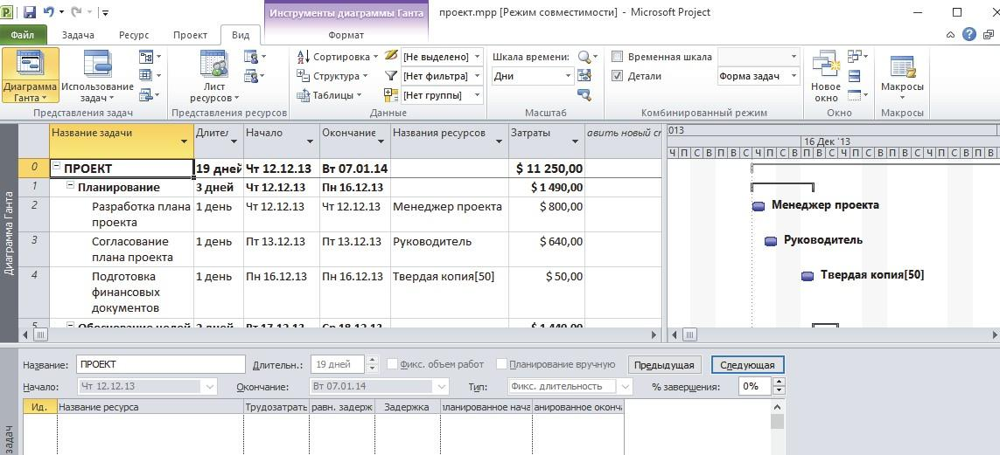 Инструменты диаграммы Ганта
проект.mpp [Режим совместимости] - Microsoft Project
Файл Задача Ресурс Проект Вид Формат
Диаграмма Ганта
Использование задач
Лист ресурсов
Сортировка
Структура
Таблицы
[Не выделено]
[Нет фильтра]
[Нет группы]
Шкала времени:
Дни
Временная шкала
Детали
Форма задач
Новое окно
Макросы
Представления задач Представления ресурсов Данные Масштаб Комбинированный режим Окно Макросы
Название задачи Длител Начало Окончание Названия ресурсов Затраты авить новый ст
013
16 Дек '13
Ч П С В П В С Ч П С В П В С Ч П С В П В С Ч П С В П В С
0 ПРОЕКТ 19 дней Чт 12.12.13 Вт 07.01.14 $ 11 250,00
1 Планирование 3 дней Чт 12.12.13 Пн 16.12.13 $ 1 490,00
2 Разработка плана проекта 1 день Чт 12.12.13 Чт 12.12.13 Менеджер проекта $ 800,00
Менеджер проекта
3 Согласование плана проекта 1 день Пт 13.12.13 Пт 13.12.13 Руководитель $ 640,00
Руководитель
4 Подготовка финансовых документов 1 день Пн 16.12.13 Пн 16.12.13 Твердая копия[50] $ 50,00
Твердая копия[50]
5 Обоснование целей 2 дней Вт 17.12.13 Ср 18.12.13 $ 1 440,00
Диаграмма Ганта
Название: ПРОЕКТ Длительн.: 19 дней Фикс. объем работ Планирование вручную Предыдущая Следующая
Начало: Чт 12.12.13 Окончание: Вт 07.01.14 Тип: Фикс. длительность % завершения: 0%
Ид. Название ресурса Трудозатраты равн. задерж Задержка планированное нача анированное оконч
задач